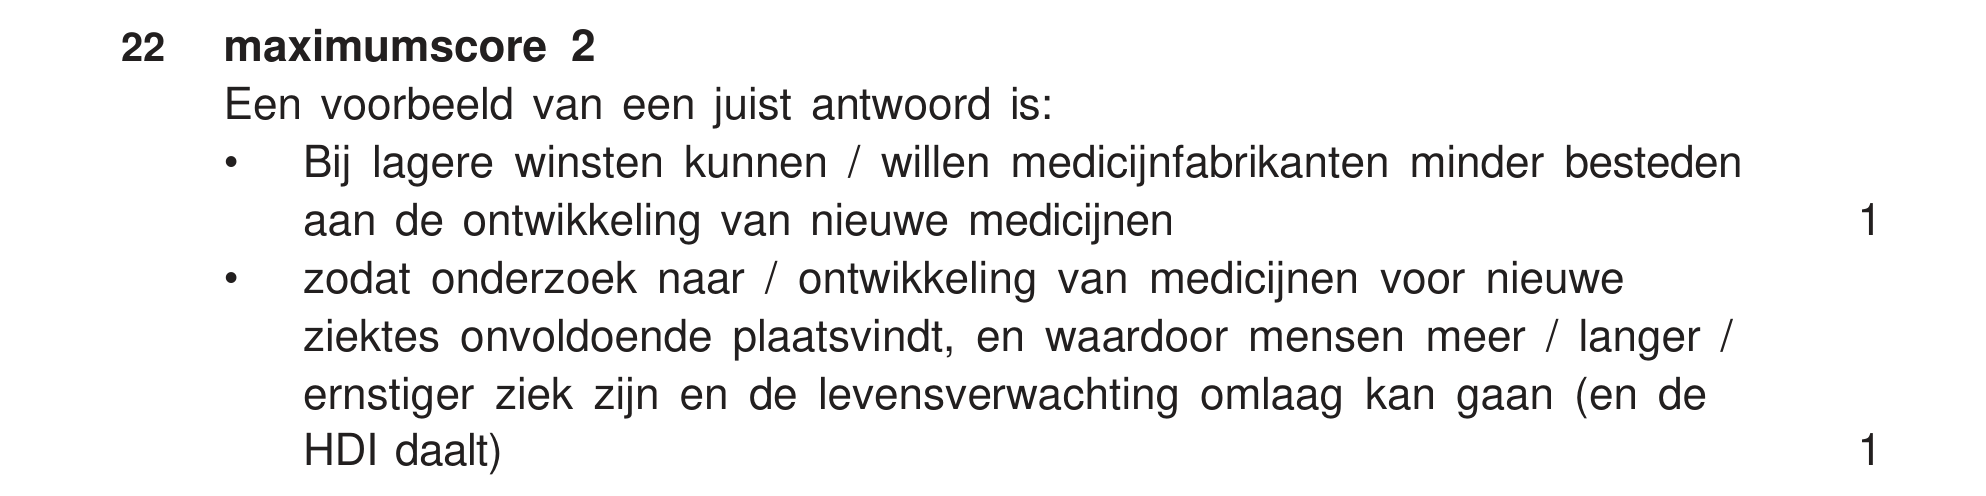 22 maximumscore 2
Een voorbeeld van een juist antwoord is:
• Bij lagere winsten kunnen / willen medicijnfabrikanten minder besteden
aan de ontwikkeling van nieuwe medicijnen 1
• zodat onderzoek naar / ontwikkeling van medicijnen voor nieuwe
ziektes onvoldoende plaatsvindt, en waardoor mensen meer / langer /
ernstiger ziek zijn en de levensverwachting omlaag kan gaan (en de
HDI daalt) 1